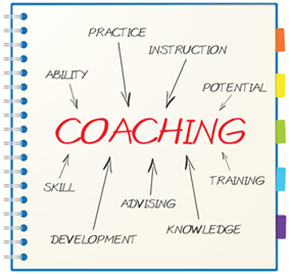 PRACTICE
INSTRUCTION
ABILITY
POTENTIAL
COACHING
SKILL
TRAINING
ADVISING
KNOWLEDGE
DEVELOPMENT